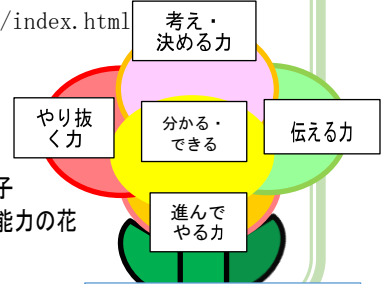 /index.html
考え・
決める力
やり抜
く力
分かる・
できる
伝える力
子
能力の花
進んで
やる力